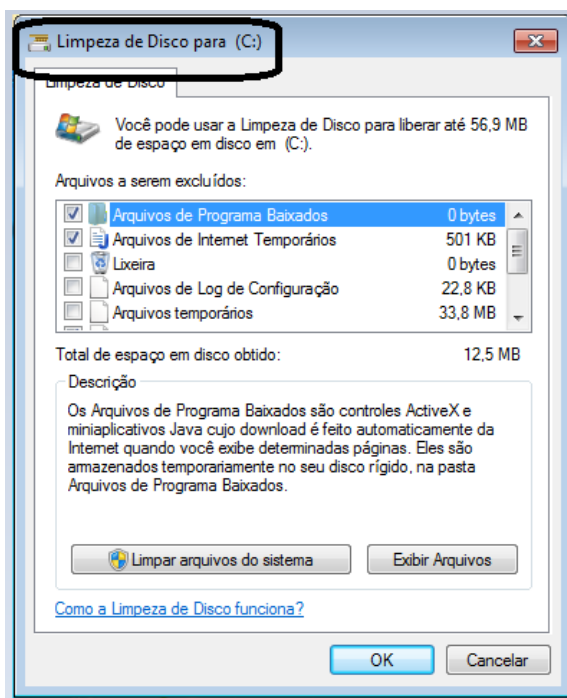 Limpeza de Disco para (C:)
Limpeza de Disco
Você pode usar a Limpeza de Disco para liberar até 56,9 MB
de espaço em disco em (C:).
Arquivos a serem excluídos:
Arquivos de Programa Baixados 0 bytes
Arquivos de Internet Temporários 501 KB
Lixeira 0 bytes
Arquivos de Log de Configuração 22,8 KB
Arquivos temporários 33,8 MB
Total de espaço em disco obtido: 12,5 MB
Descrição
Os Arquivos de Programa Baixados são controles ActiveX e
miniaplicativos Java cujo download é feito automaticamente da
Internet quando você exibe determinadas páginas. Eles são
armazenados temporariamente no seu disco rígido, na pasta
Arquivos de Programa Baixados.
Limpar arquivos do sistema Exibir Arquivos
Como a Limpeza de Disco funciona?
OK Cancelar